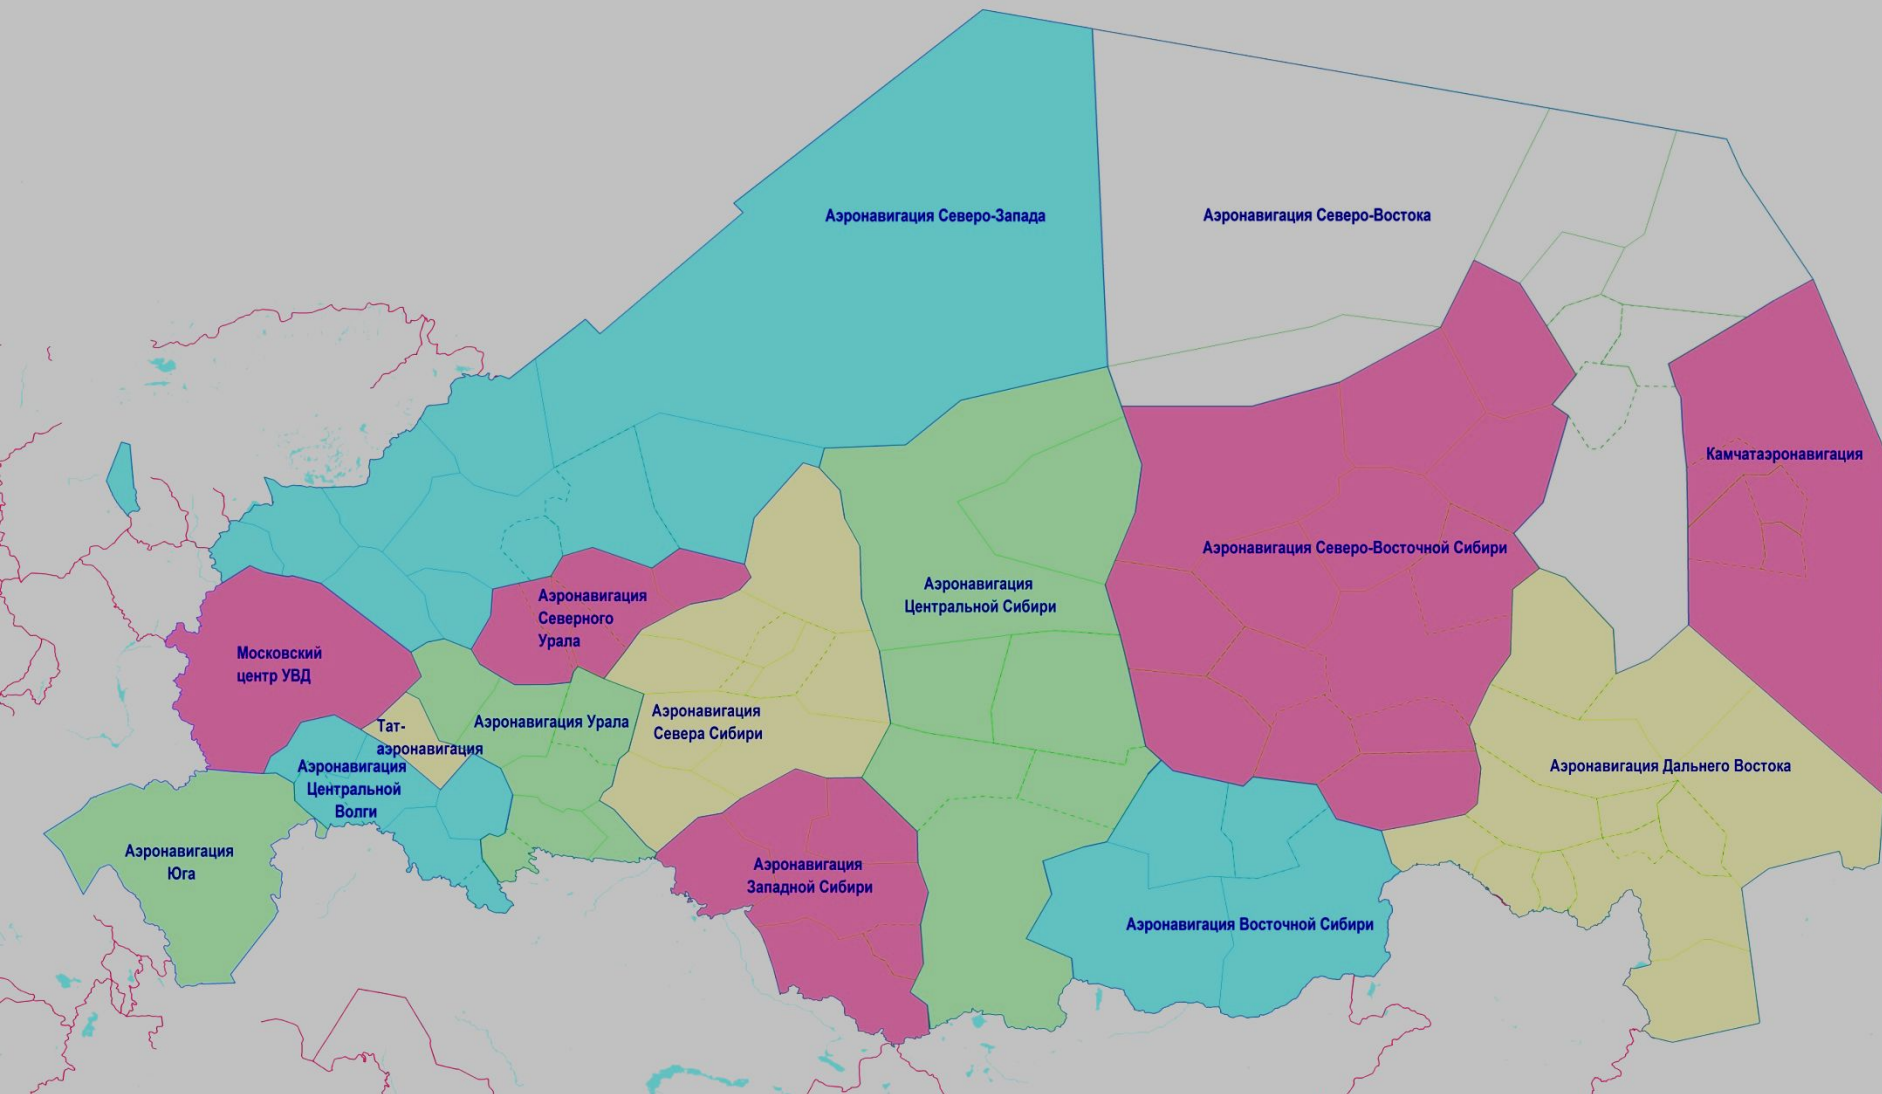 Аэронавигация Северо-Запада
Аэронавигация Северо-Востока
Камчатаэронавигация
Аэронавигация Северо-Восточной Сибири
Аэронавигация
Центральной Сибири
Аэронавигация
Северного
Урала
Московский
центр УВД
Аэронавигация Урала
Аэронавигация
Севера Сибири
Тат-
аэронавигация
Аэронавигация
Центральной
Волги
Аэронавигация Дальнего Востока
Аэронавигация
Юга
Аэронавигация
Западной Сибири
Аэронавигация Восточной Сибири